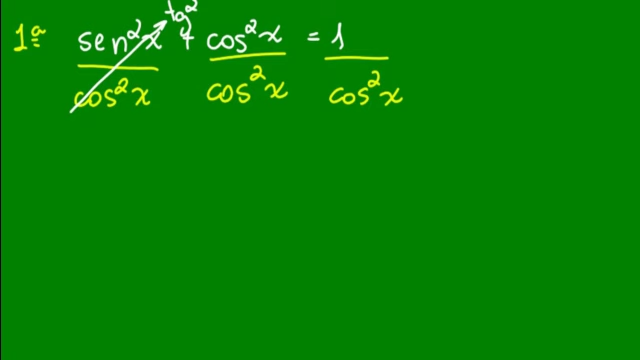 tg²
1ª sen²x + cos²x = 1
cos²x cos²x cos²x